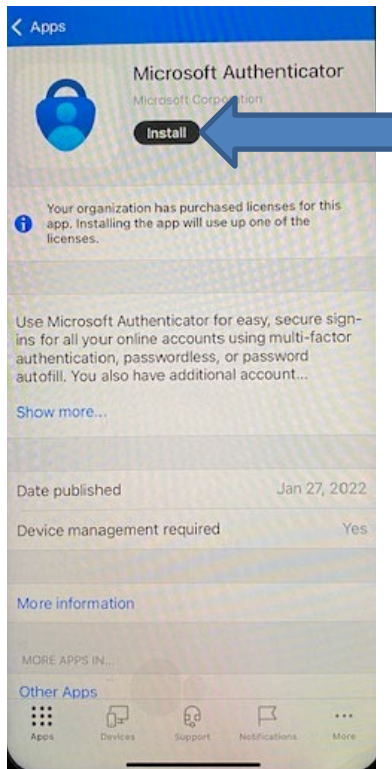 Apps
Microsoft Authenticator
Microsoft Corporation
Install
Your organization has purchased licenses for this
app. Installing the app will use up one of the
licenses.
Use Microsoft Authenticator for easy, secure sign-
ins for all your online accounts using multi-factor
authentication, passwordless, or password
autofill. You also have additional account...
Show more...
Date published Jan 27, 2022
Device management required Yes
More information
MORE APPS IN...
Other Apps
Apps Devices Support Notifications More